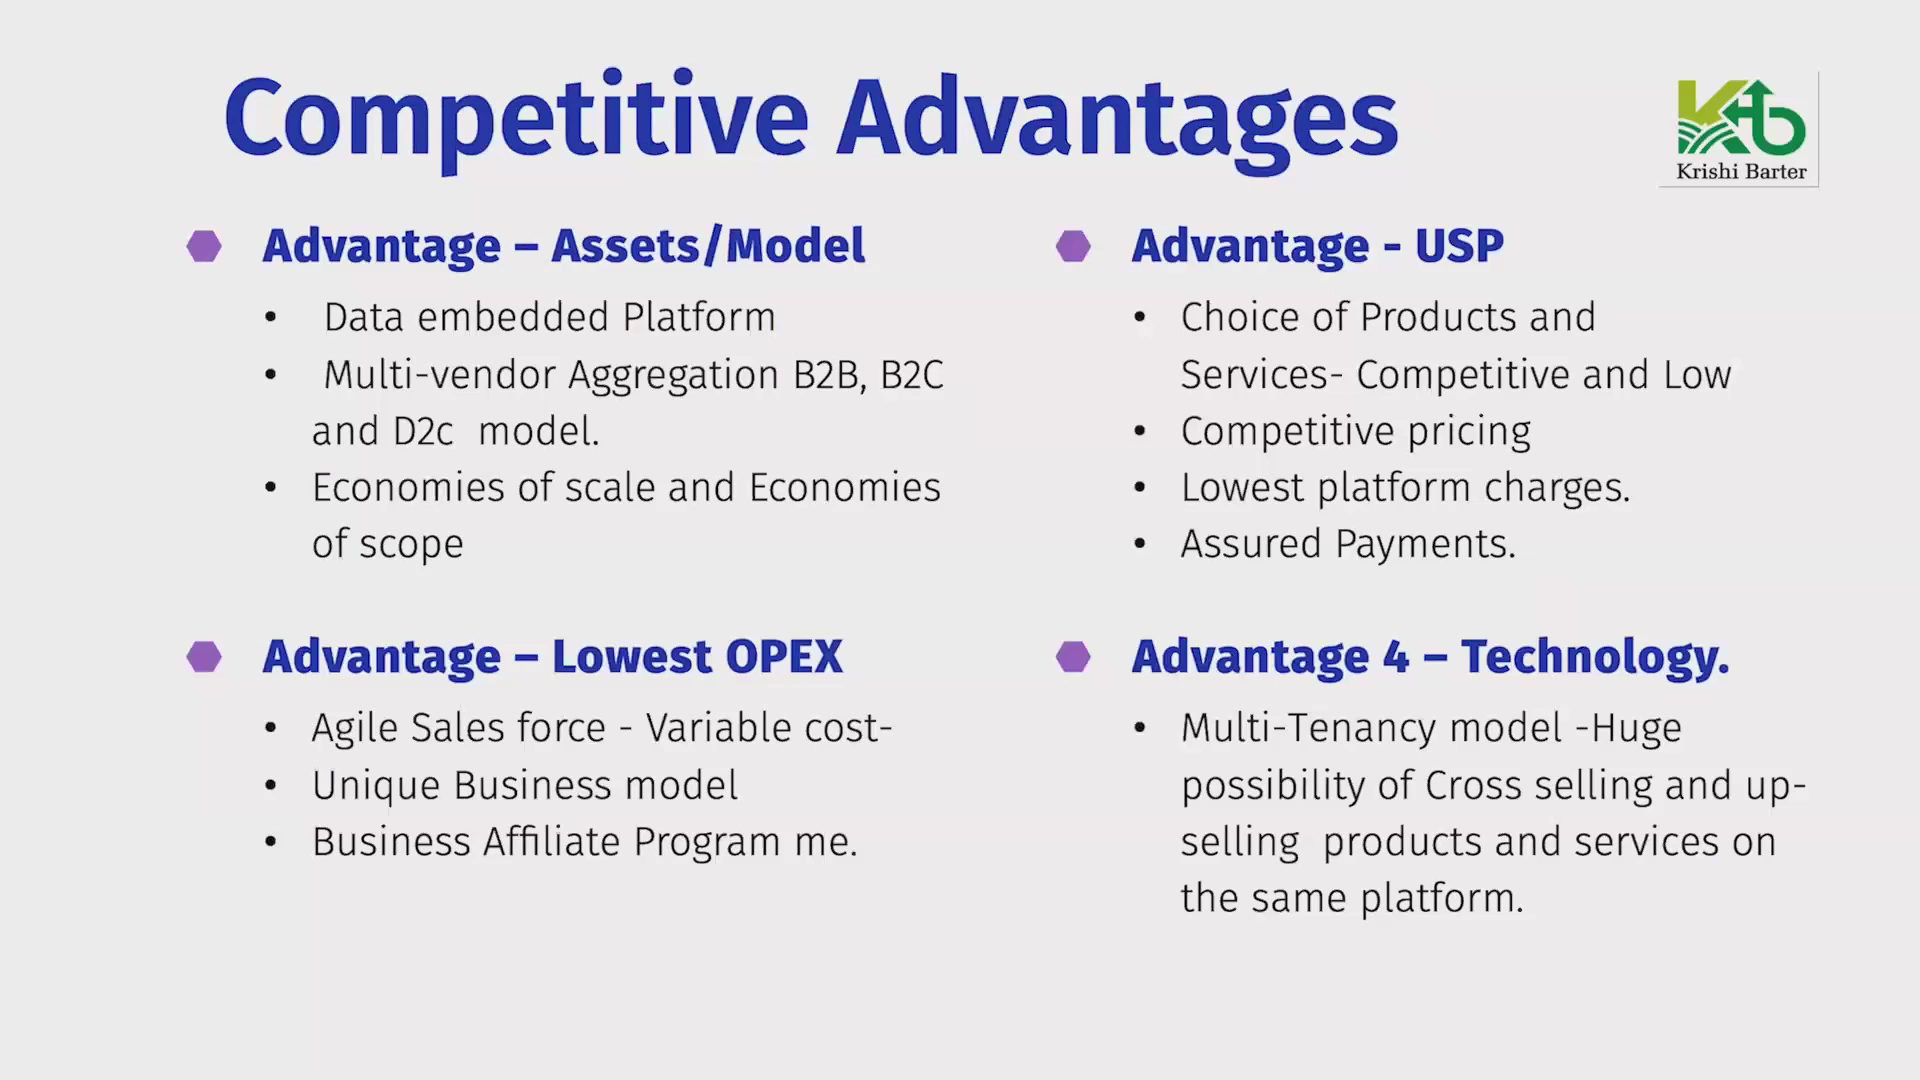 Competitive Advantages
Krishi Barter
Advantage – Assets/Model
• Data embedded Platform
• Multi-vendor Aggregation B2B, B2C
and D2c model.
• Economies of scale and Economies
of scope
Advantage - USP
• Choice of Products and
Services- Competitive and Low
• Competitive pricing
• Lowest platform charges.
• Assured Payments.
Advantage – Lowest OPEX
• Agile Sales force - Variable cost-
• Unique Business model
• Business Affiliate Program me.
Advantage 4 – Technology.
• Multi-Tenancy model -Huge
possibility of Cross selling and up-
selling products and services on
the same platform.